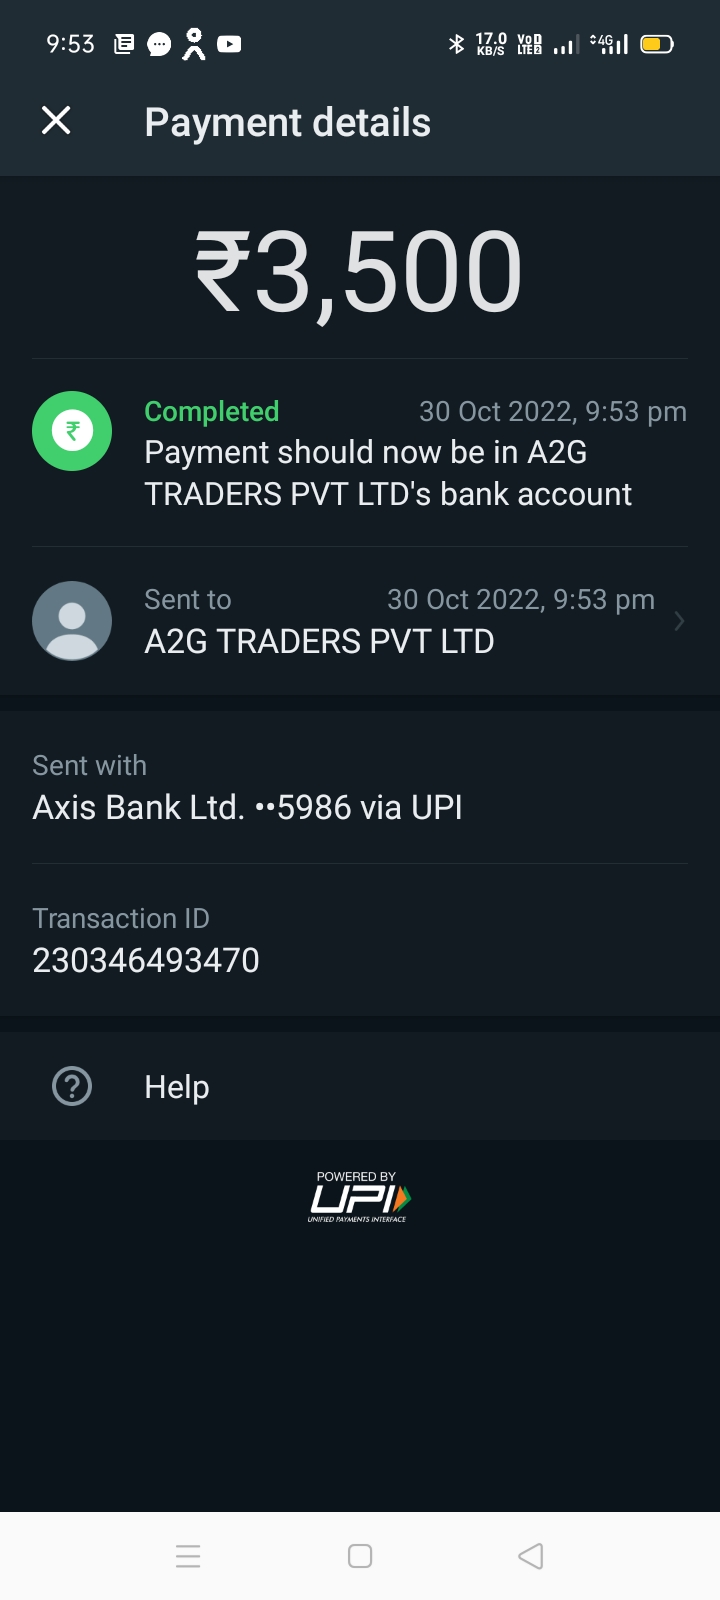 9:53
17.0
KB/S
4G
Payment details
₹3,500
Completed
30 Oct 2022, 9:53 pm
Payment should now be in A2G
TRADERS PVT LTD's bank account
Sent to
30 Oct 2022, 9:53 pm
A2G TRADERS PVT LTD
Sent with
Axis Bank Ltd. ••5986 via UPI
Transaction ID
230346493470
Help
POWERED BY
UPI
UNIFIED PAYMENTS INTERFACE